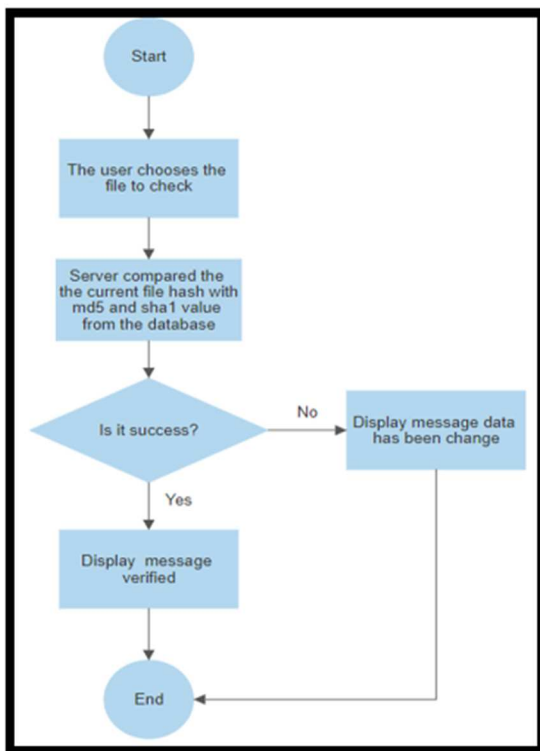 Start
The user chooses the
file to check
Server compared the
the current file hash with
md5 and sha1 value
from the database
Is it success?
No
Display message data
has been change
Yes
Display message
verified
End